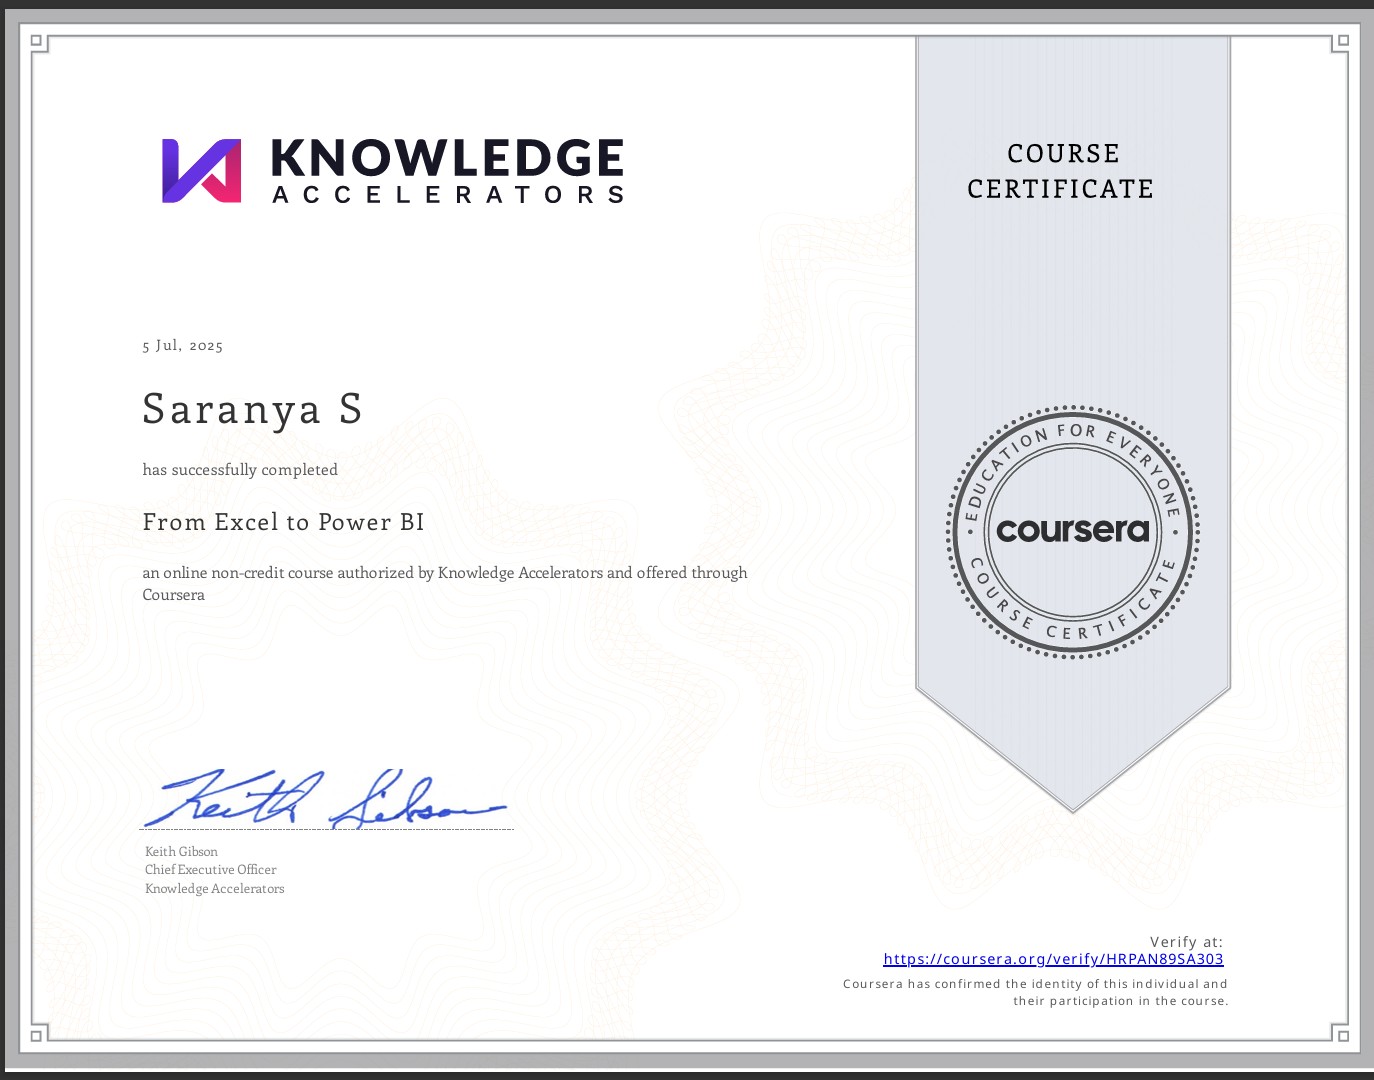 KNOWLEDGE
ACCELERATORS
COURSE
CERTIFICATE
5 Jul, 2025
Saranya S
has successfully completed
From Excel to Power BI
an online non-credit course authorized by Knowledge Accelerators and offered through
Coursera
EDUCATION FOR EVERYONE
coursera
COURSE CERTIFICATE
Keith Gibson
Keith Gibson
Chief Executive Officer
Knowledge Accelerators
Verify at:
https://coursera.org/verify/HRPAN89SA303
Coursera has confirmed the identity of this individual and
their participation in the course.